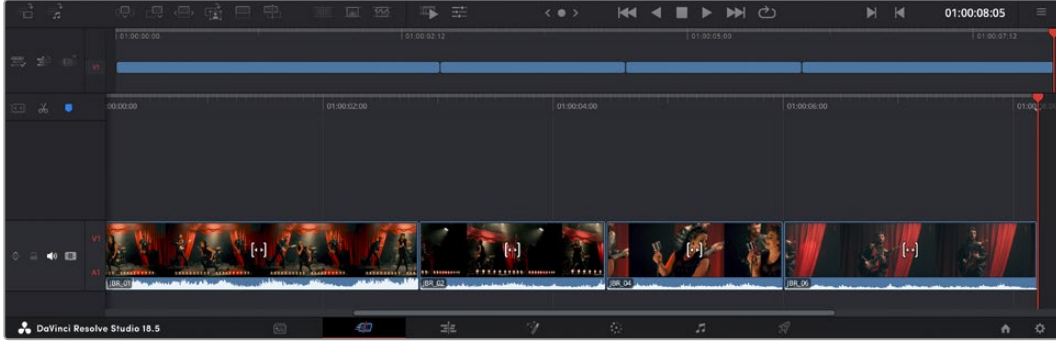 01:00:08:05
01:00:00:00 01:00:02:12 01:00:05:00 01:00:07:12
V1
00:00:00 01:00:02:00 01:00:04:00 01:00:06:00
V1
A1
JBR_01 JBR_02 JBR_04 JBR_06
DaVinci Resolve Studio 18.5